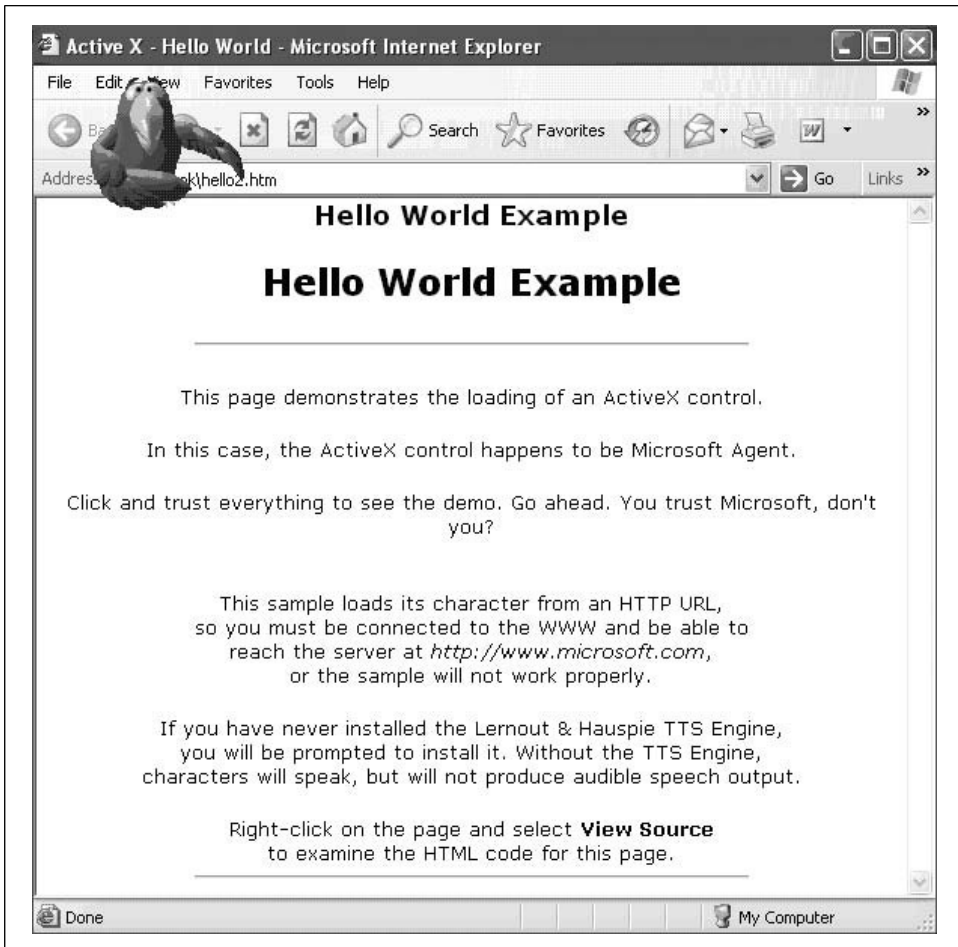 Active X - Hello World - Microsoft Internet Explorer
File Edit View Favorites Tools Help
Search Favorites
\hello2.htm Go Links
Hello World Example
Hello World Example
This page demonstrates the loading of an ActiveX control.
In this case, the ActiveX control happens to be Microsoft Agent.
Click and trust everything to see the demo. Go ahead. You trust Microsoft, don't
you?
This sample loads its character from an HTTP URL,
so you must be connected to the WWW and be able to
reach the server at http://www.microsoft.com,
or the sample will not work properly.
If you have never installed the Lernout & Hauspie TTS Engine,
you will be prompted to install it. Without the TTS Engine,
characters will speak, but will not produce audible speech output.
Right-click on the page and select View Source
to examine the HTML code for this page.
Done My Computer